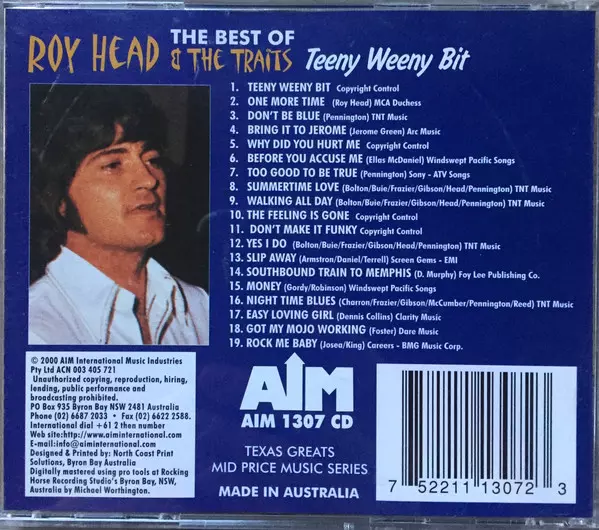 ROY HEAD THE BEST OF
& THE TRAITS Teeny Weeny Bit
1. TEENY WEENY BIT Copyright Control
2. ONE MORE TIME (Roy Head) MCA Duchess
3. DON'T BE BLUE (Pennington) TNT Music
4. BRING IT TO JEROME (Jerome Green) Arc Music
5. WHY DID YOU HURT ME Copyright Control
6. BEFORE YOU ACCUSE ME (Ellas McDaniel) Windswept Pacific Songs
7. TOO GOOD TO BE TRUE (Pennington) Sony - ATV Songs
8. SUMMERTIME LOVE (Bolton/Buie/Frazier/Gibson/Head/Pennington) TNT Music
9. WALKING ALL DAY (Bolton/Buie/Frazier/Gibson/Head/Pennington) TNT Music
10. THE FEELING IS GONE Copyright Control
11. DON'T MAKE IT FUNKY Copyright Control
12. YES I DO (Bolton/Buie/Frazier/Gibson/Head/Pennington) TNT Music
13. SLIP AWAY (Armstron/Daniel/Terrell) Screen Gems - EMI
14. SOUTHBOUND TRAIN TO MEMPHIS (D. Murphy) Foy Lee Publishing Co.
15. MONEY (Gordy/Robinson) Windswept Pacific Songs
16. NIGHT TIME BLUES (Charron/Frazier/Gibson/McCumber/Pennington/Reed) TNT Music
17. EASY LOVING GIRL (Dennis Collins) Clarity Music
18. GOT MY MOJO WORKING (Foster) Dare Music
19. ROCK ME BABY (Josea/King) Careers - BMG Music Corp.
© 2000 AIM International Music Industries
Pty Ltd ACN 003 405 721
Unauthorized copying, reproduction, hiring,
lending, public performance and
broadcasting prohibited.
PO Box 935 Byron Bay NSW 2481 Australia
Phone (02) 6687 2033 • Fax (02) 6622 2588.
International dial +61 2 then number
Web site:http://www.aiminternational.com
E-mail:info@aiminternational.com
Designed & Printed by: North Coast Print
Solutions, Byron Bay Australia
Digitally mastered using pro tools at Rocking
Horse Recording Studio's Byron Bay, NSW,
Australia by Michael Worthington.
AIM
AIM 1307 CD
TEXAS GREATS
MID PRICE MUSIC SERIES
MADE IN AUSTRALIA
7 52211 13072 3